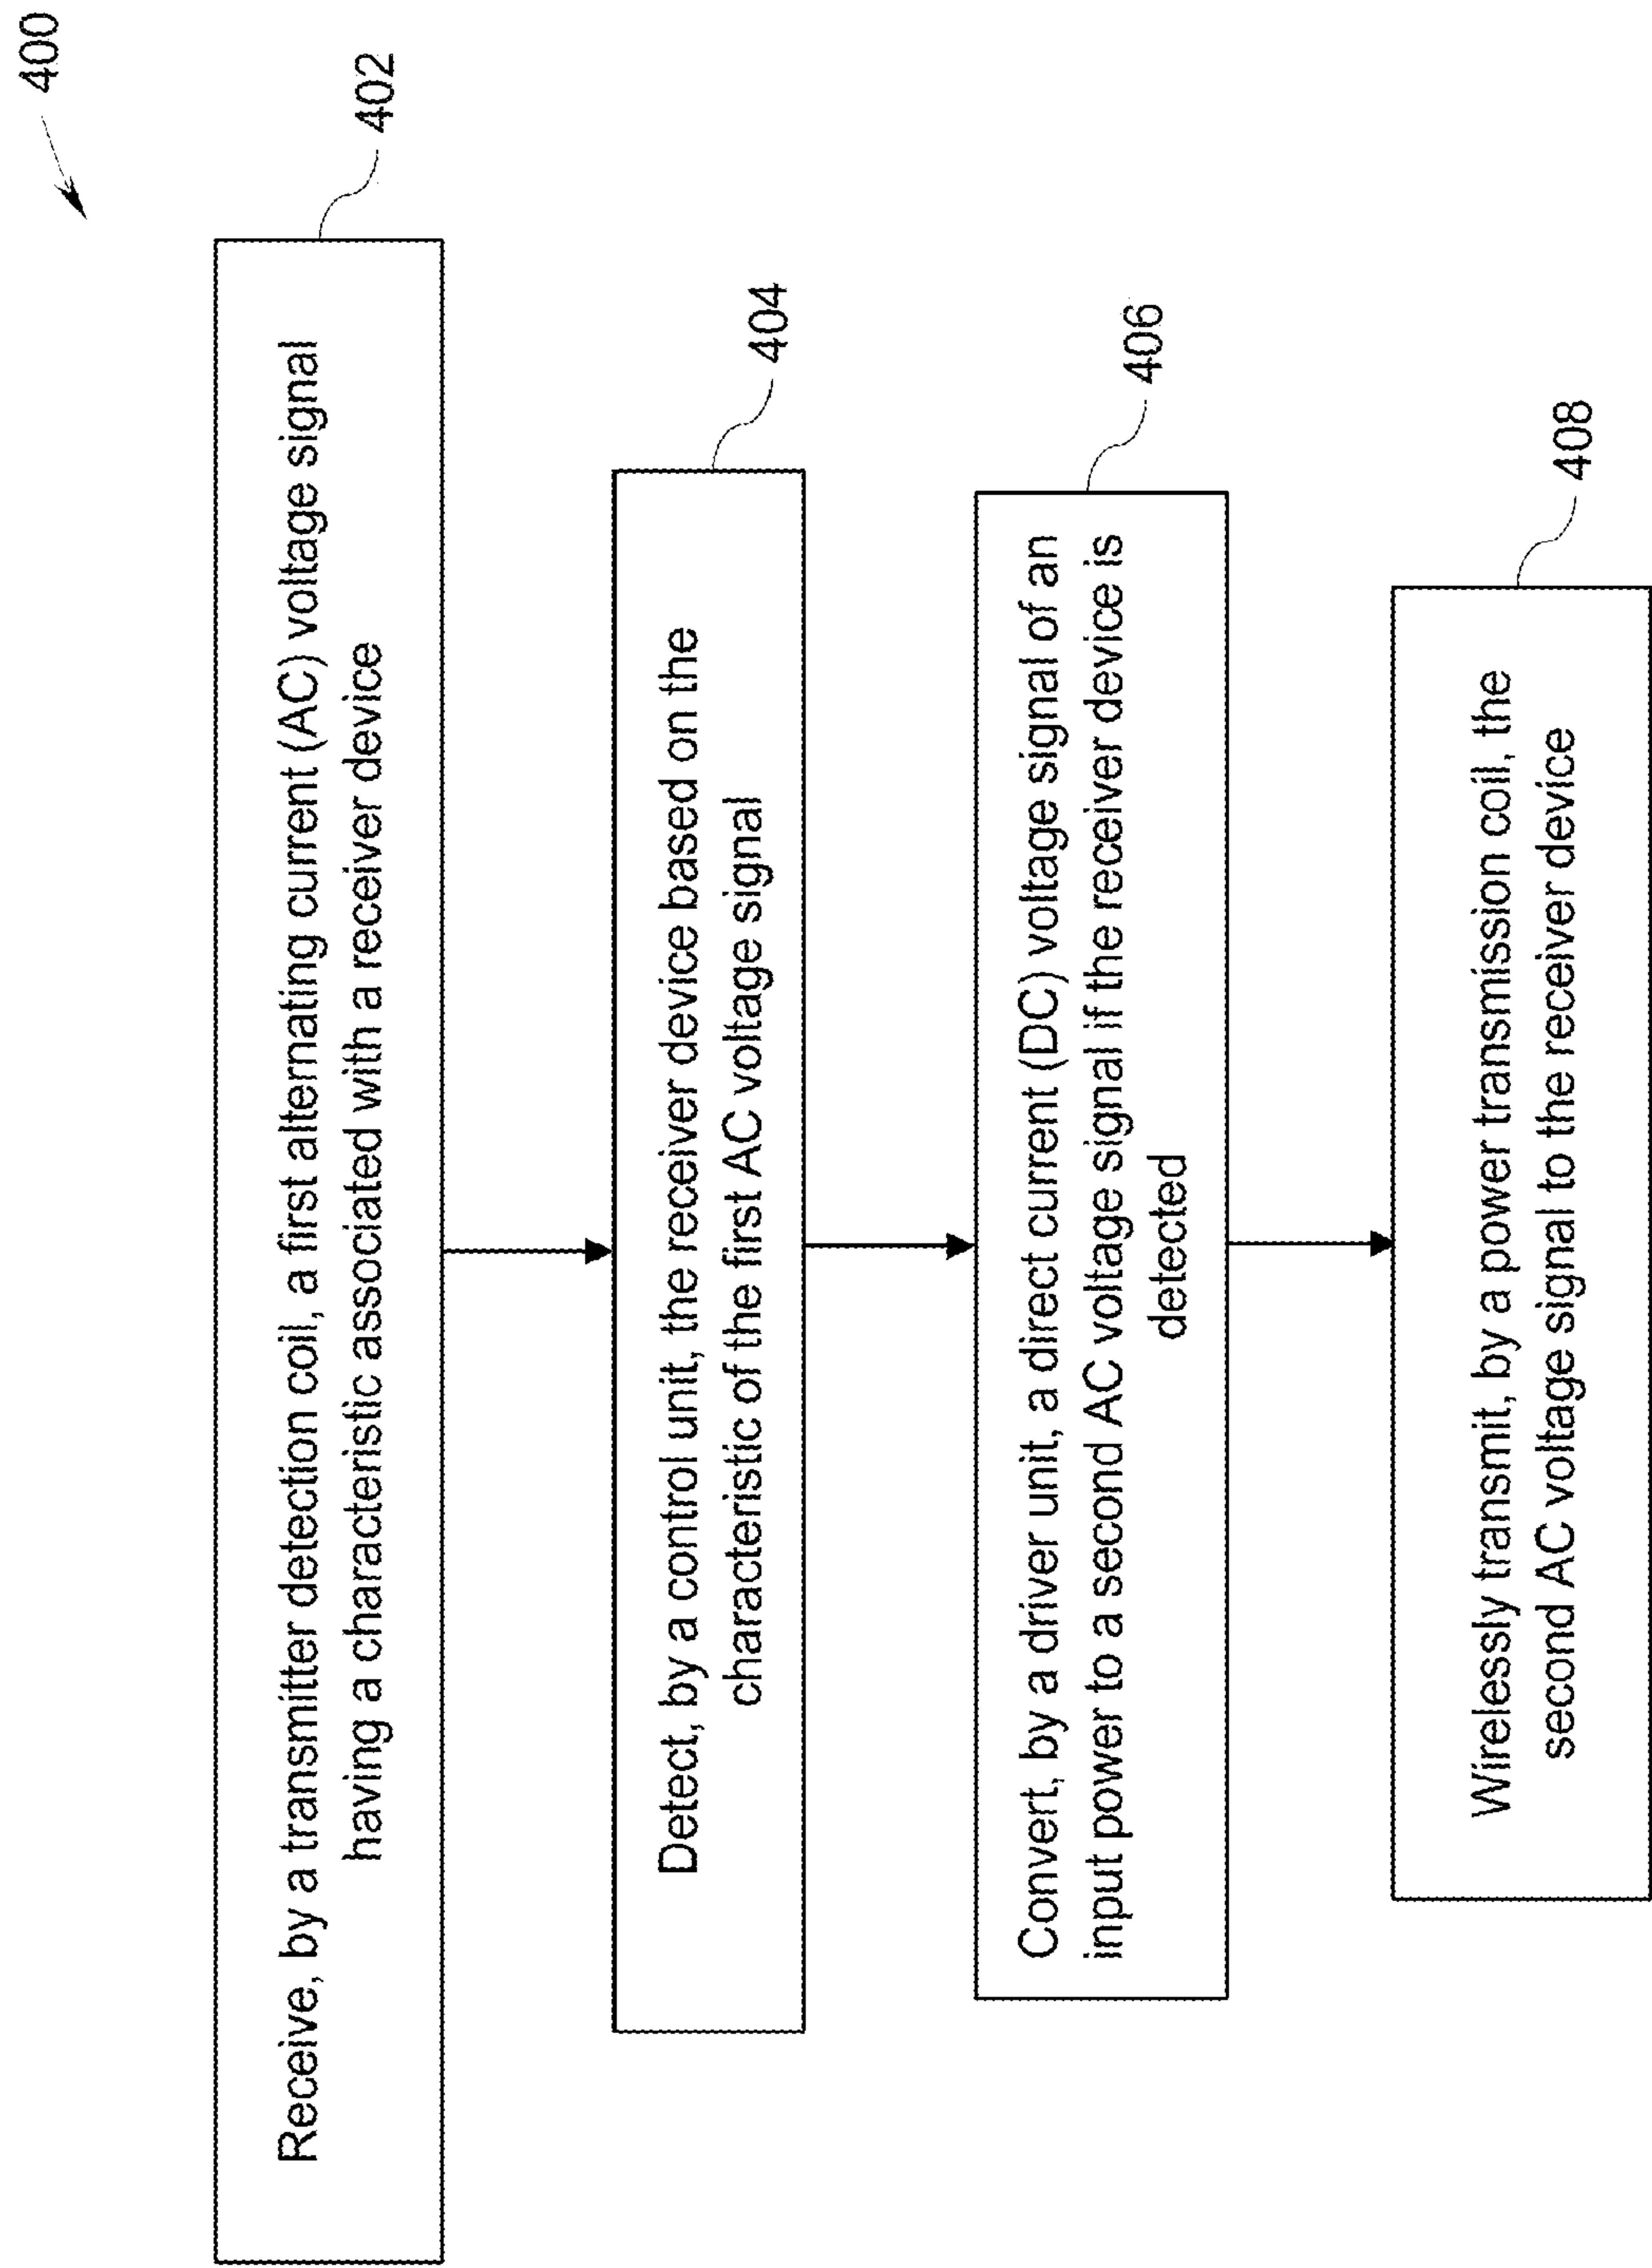 400
Receive, by a transmitter detection coil, a first alternating current (AC) voltage signal
having a characteristic associated with a receiver device
402
Detect, by a control unit, the receiver device based on the
characteristic of the first AC voltage signal
404
Convert, by a driver unit, a direct current (DC) voltage signal of an
input power to a second AC voltage signal if the receiver device is
detected
406
Wirelessly transmit, by a power transmission coil, the
second AC voltage signal to the receiver device
408